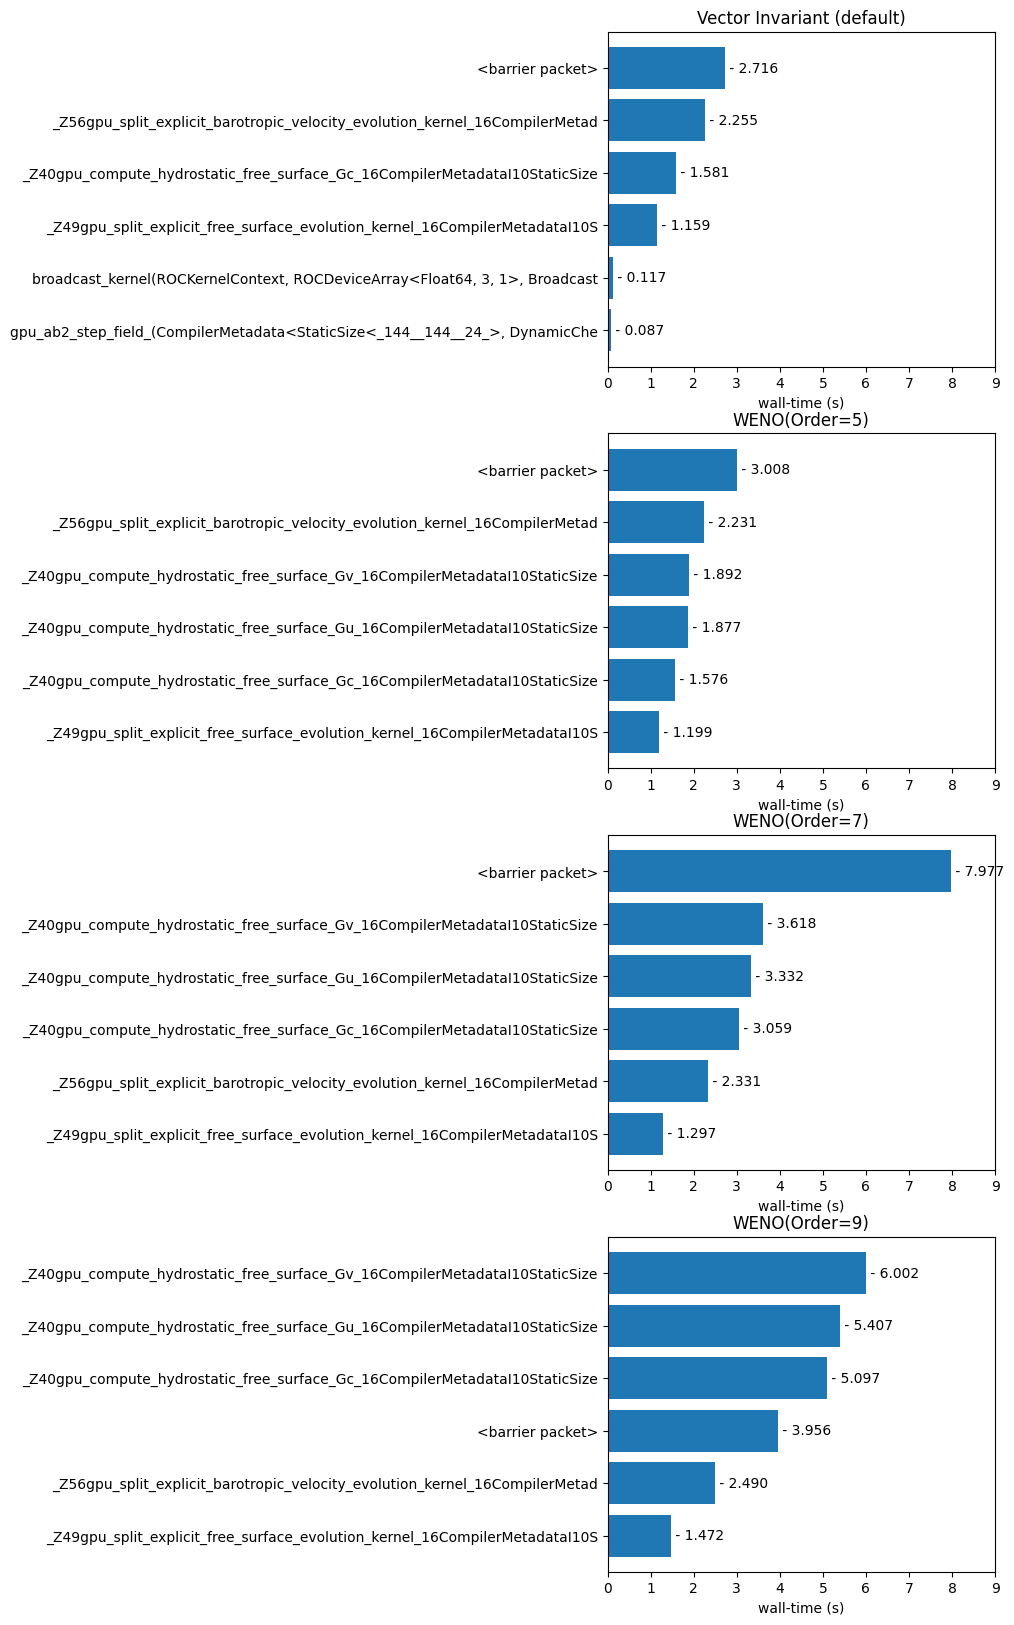 Vector Invariant (default)
<barrier packet>
- 2.716
_Z56gpu_split_explicit_barotropic_velocity_evolution_kernel_16CompilerMetad
- 2.255
_Z40gpu_compute_hydrostatic_free_surface_Gc_16CompilerMetadataI10StaticSize
- 1.581
_Z49gpu_split_explicit_free_surface_evolution_kernel_16CompilerMetadataI10S
- 1.159
broadcast_kernel(ROCKernelContext, ROCDeviceArray<Float64, 3, 1>, Broadcast
- 0.117
gpu_ab2_step_field_(CompilerMetadata<StaticSize<_144__144__24_>, DynamicChe
- 0.087
0 1 2 3 4 5 6 7 8 9
wall-time (s)
WENO(Order=5)
<barrier packet>
- 3.008
_Z56gpu_split_explicit_barotropic_velocity_evolution_kernel_16CompilerMetad
- 2.231
_Z40gpu_compute_hydrostatic_free_surface_Gv_16CompilerMetadataI10StaticSize
- 1.892
_Z40gpu_compute_hydrostatic_free_surface_Gu_16CompilerMetadataI10StaticSize
- 1.877
_Z40gpu_compute_hydrostatic_free_surface_Gc_16CompilerMetadataI10StaticSize
- 1.576
_Z49gpu_split_explicit_free_surface_evolution_kernel_16CompilerMetadataI10S
- 1.199
0 1 2 3 4 5 6 7 8 9
wall-time (s)
WENO(Order=7)
<barrier packet>
- 7.977
_Z40gpu_compute_hydrostatic_free_surface_Gv_16CompilerMetadataI10StaticSize
- 3.618
_Z40gpu_compute_hydrostatic_free_surface_Gu_16CompilerMetadataI10StaticSize
- 3.332
_Z40gpu_compute_hydrostatic_free_surface_Gc_16CompilerMetadataI10StaticSize
- 3.059
_Z56gpu_split_explicit_barotropic_velocity_evolution_kernel_16CompilerMetad
- 2.331
_Z49gpu_split_explicit_free_surface_evolution_kernel_16CompilerMetadataI10S
- 1.297
0 1 2 3 4 5 6 7 8 9
wall-time (s)
WENO(Order=9)
_Z40gpu_compute_hydrostatic_free_surface_Gv_16CompilerMetadataI10StaticSize
- 6.002
_Z40gpu_compute_hydrostatic_free_surface_Gu_16CompilerMetadataI10StaticSize
- 5.407
_Z40gpu_compute_hydrostatic_free_surface_Gc_16CompilerMetadataI10StaticSize
- 5.097
<barrier packet>
- 3.956
_Z56gpu_split_explicit_barotropic_velocity_evolution_kernel_16CompilerMetad
- 2.490
_Z49gpu_split_explicit_free_surface_evolution_kernel_16CompilerMetadataI10S
- 1.472
0 1 2 3 4 5 6 7 8 9
wall-time (s)